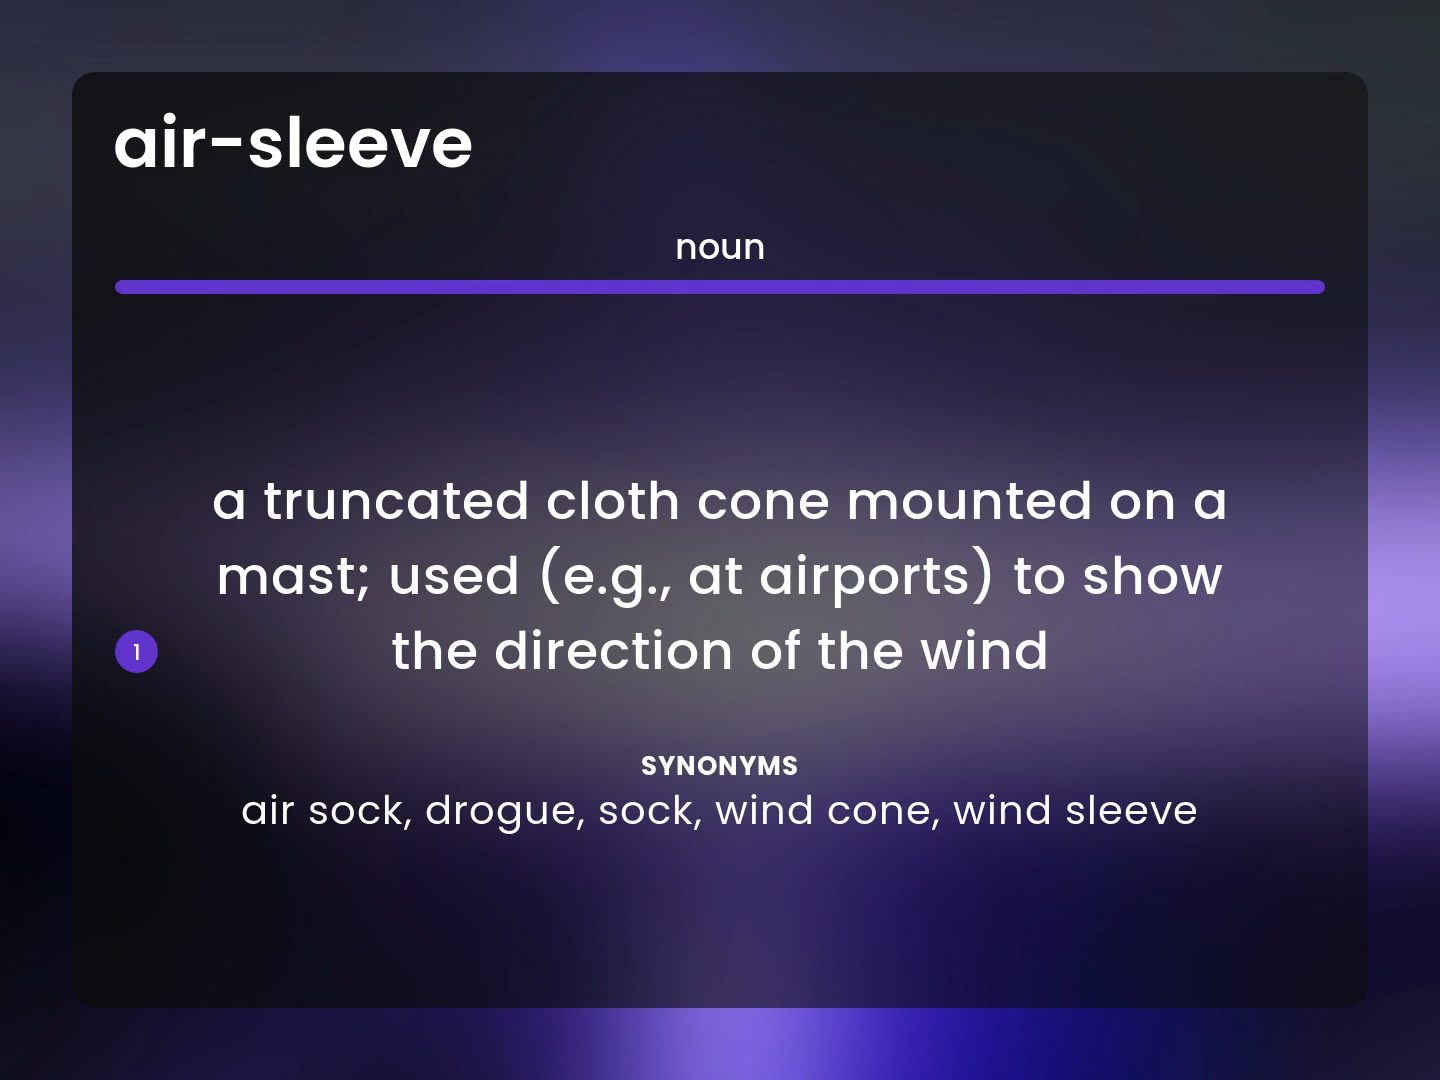 air-sleeve
noun
a truncated cloth cone mounted on a
mast; used (e.g., at airports) to show
the direction of the wind
1
SYNONYMS
air sock, drogue, sock, wind cone, wind sleeve